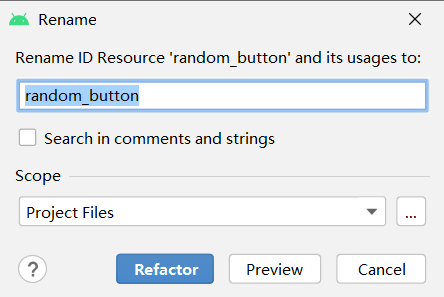 Rename
Rename ID Resource 'random_button' and its usages to:
random_button
Search in comments and strings
Scope
Project Files
...
?
Refactor
Preview
Cancel